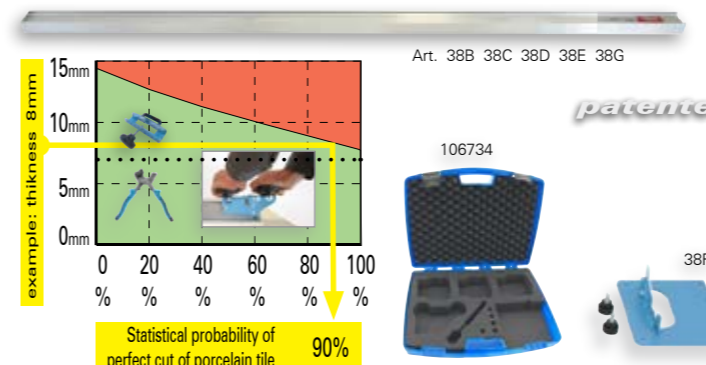 Art. 38B 38C 38D 38E 38G
15mm
10mm
5mm
0mm
example: thikness 8mm
0 20 40 60 80 100
% % % % % %
Statistical probability of
perfect cut of porcelain tile
90%
patente
106734
38F